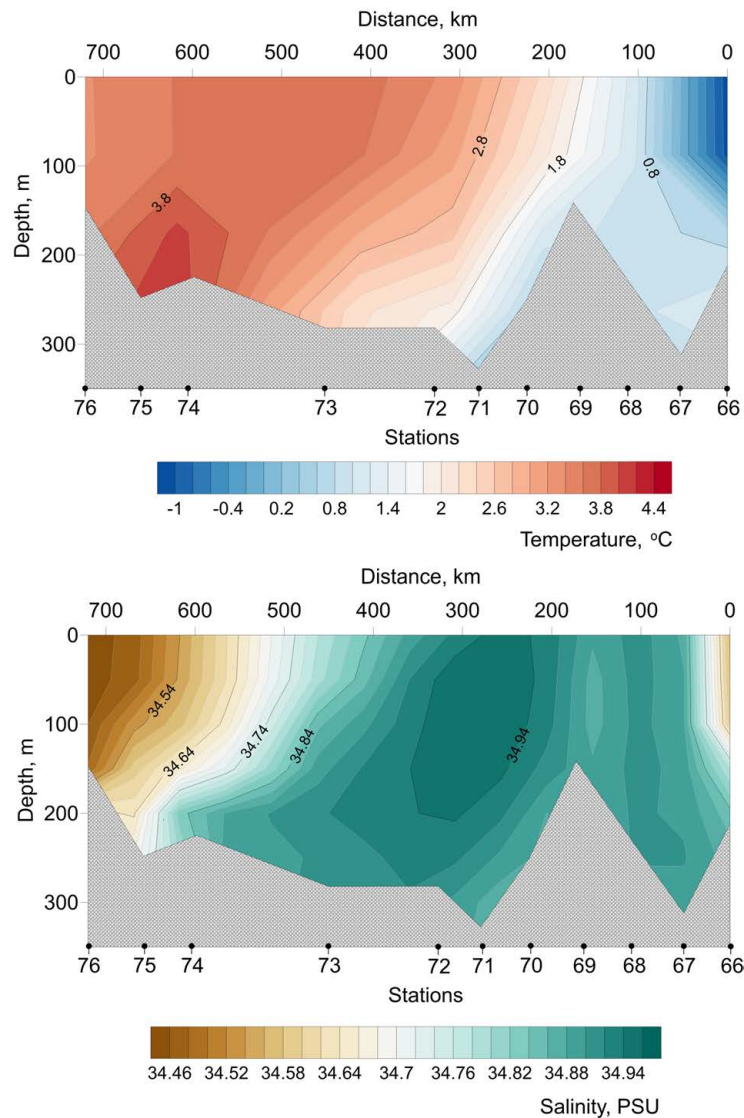 Distance, km
700 600 500 400 300 200 100 0
0
100
200
300
Depth, m
3.8
2.8
1.8
0.8
76 75 74 73 72 71 70 69 68 67 66
Stations
-1 -0.4 0.2 0.8 1.4 2 2.6 3.2 3.8 4.4
Temperature, °C
Distance, km
700 600 500 400 300 200 100 0
0
100
200
300
Depth, m
34.54
34.64
34.74
34.84
34.94
76 75 74 73 72 71 70 69 68 67 66
Stations
34.46 34.52 34.58 34.64 34.7 34.76 34.82 34.88 34.94
Salinity, PSU